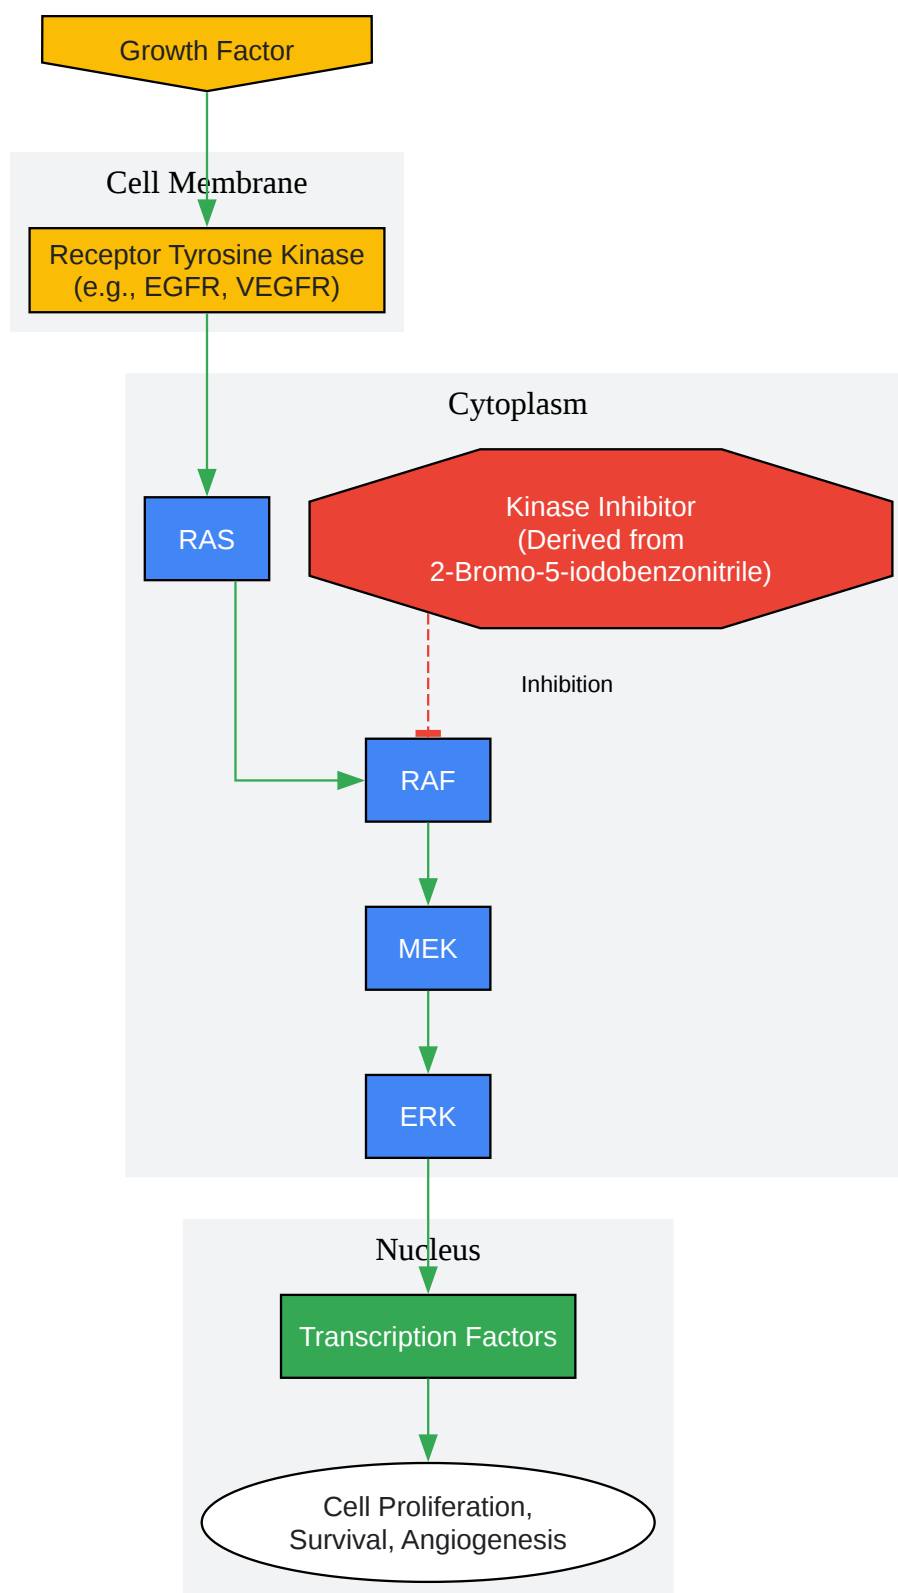 Growth Factor
Cell Membrane
Receptor Tyrosine Kinase
(e.g., EGFR, VEGFR)
Cytoplasm
Kinase Inhibitor
(Derived from
2-Bromo-5-iodobenzonitrile)
RAS
Inhibition
RAF
MEK
ERK
Nucleus
Transcription Factors
Cell Proliferation,
Survival, Angiogenesis